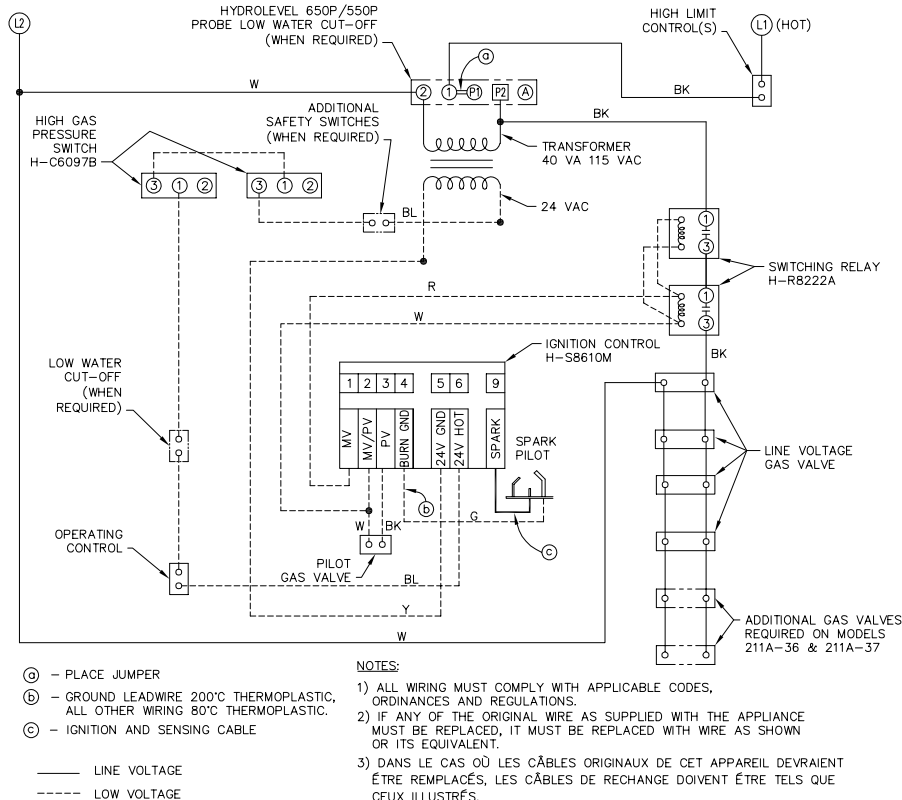 L2
HYDROLEVEL 650P/550P
PROBE LOW WATER CUT-OFF
(WHEN REQUIRED)
HIGH LIMIT
CONTROL(S)
L1 (HOT)
a
W
2 1 P1 P2 A
BK
BK
ADDITIONAL
SAFETY SWITCHES
(WHEN REQUIRED)
HIGH GAS
PRESSURE
SWITCH
H-C6097B
TRANSFORMER
40 VA 115 VAC
3 1 2
3 1 2
24 VAC
BL
1
3
SWITCHING RELAY
H-R8222A
R
1
3
W
IGNITION CONTROL
H-S8610M
BK
LOW WATER
CUT-OFF
(WHEN
REQUIRED)
1 2 3 4 5 6 9
MV
MV/PV
PV
BURN GND
24V GND
24V HOT
SPARK
SPARK
PILOT
LINE VOLTAGE
GAS VALVE
b
G
W BK
c
OPERATING
CONTROL
PILOT
GAS VALVE
BL
Y
W
ADDITIONAL GAS VALVES
REQUIRED ON MODELS
211A-36 & 211A-37
a - PLACE JUMPER
b - GROUND LEADWIRE 200°C THERMOPLASTIC,
ALL OTHER WIRING 80°C THERMOPLASTIC.
c - IGNITION AND SENSING CABLE
LINE VOLTAGE
LOW VOLTAGE
NOTES:
1) ALL WIRING MUST COMPLY WITH APPLICABLE CODES,
ORDINANCES AND REGULATIONS.
2) IF ANY OF THE ORIGINAL WIRE AS SUPPLIED WITH THE APPLIANCE
MUST BE REPLACED, IT MUST BE REPLACED WITH WIRE AS SHOWN
OR ITS EQUIVALENT.
3) DANS LE CAS OÙ LES CÂBLES ORIGINAUX DE CET APPAREIL DEVRAIENT
ÉTRE REMPLACÉS, LES CÂBLES DE RECHANGE DOIVENT ÉTRE TELS QUE
CEUX ILLUSTRÉS.